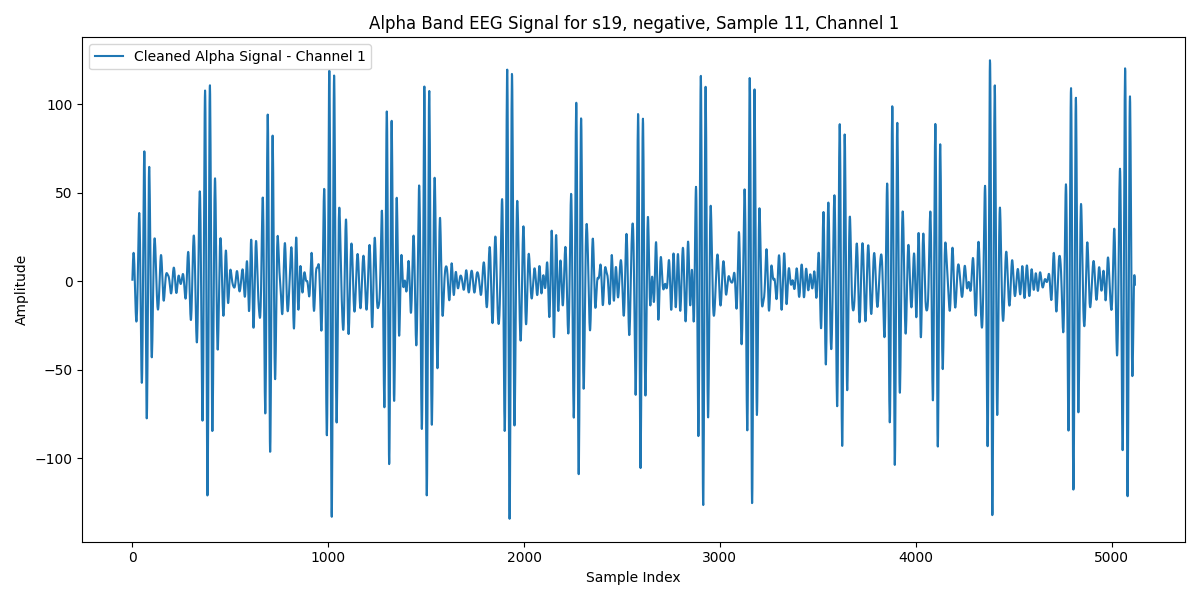 Alpha Band EEG Signal for s19, negative, Sample 11, Channel 1
Cleaned Alpha Signal - Channel 1
Amplitude
100
50
0
−50
−100
0 1000 2000 3000 4000 5000
Sample Index